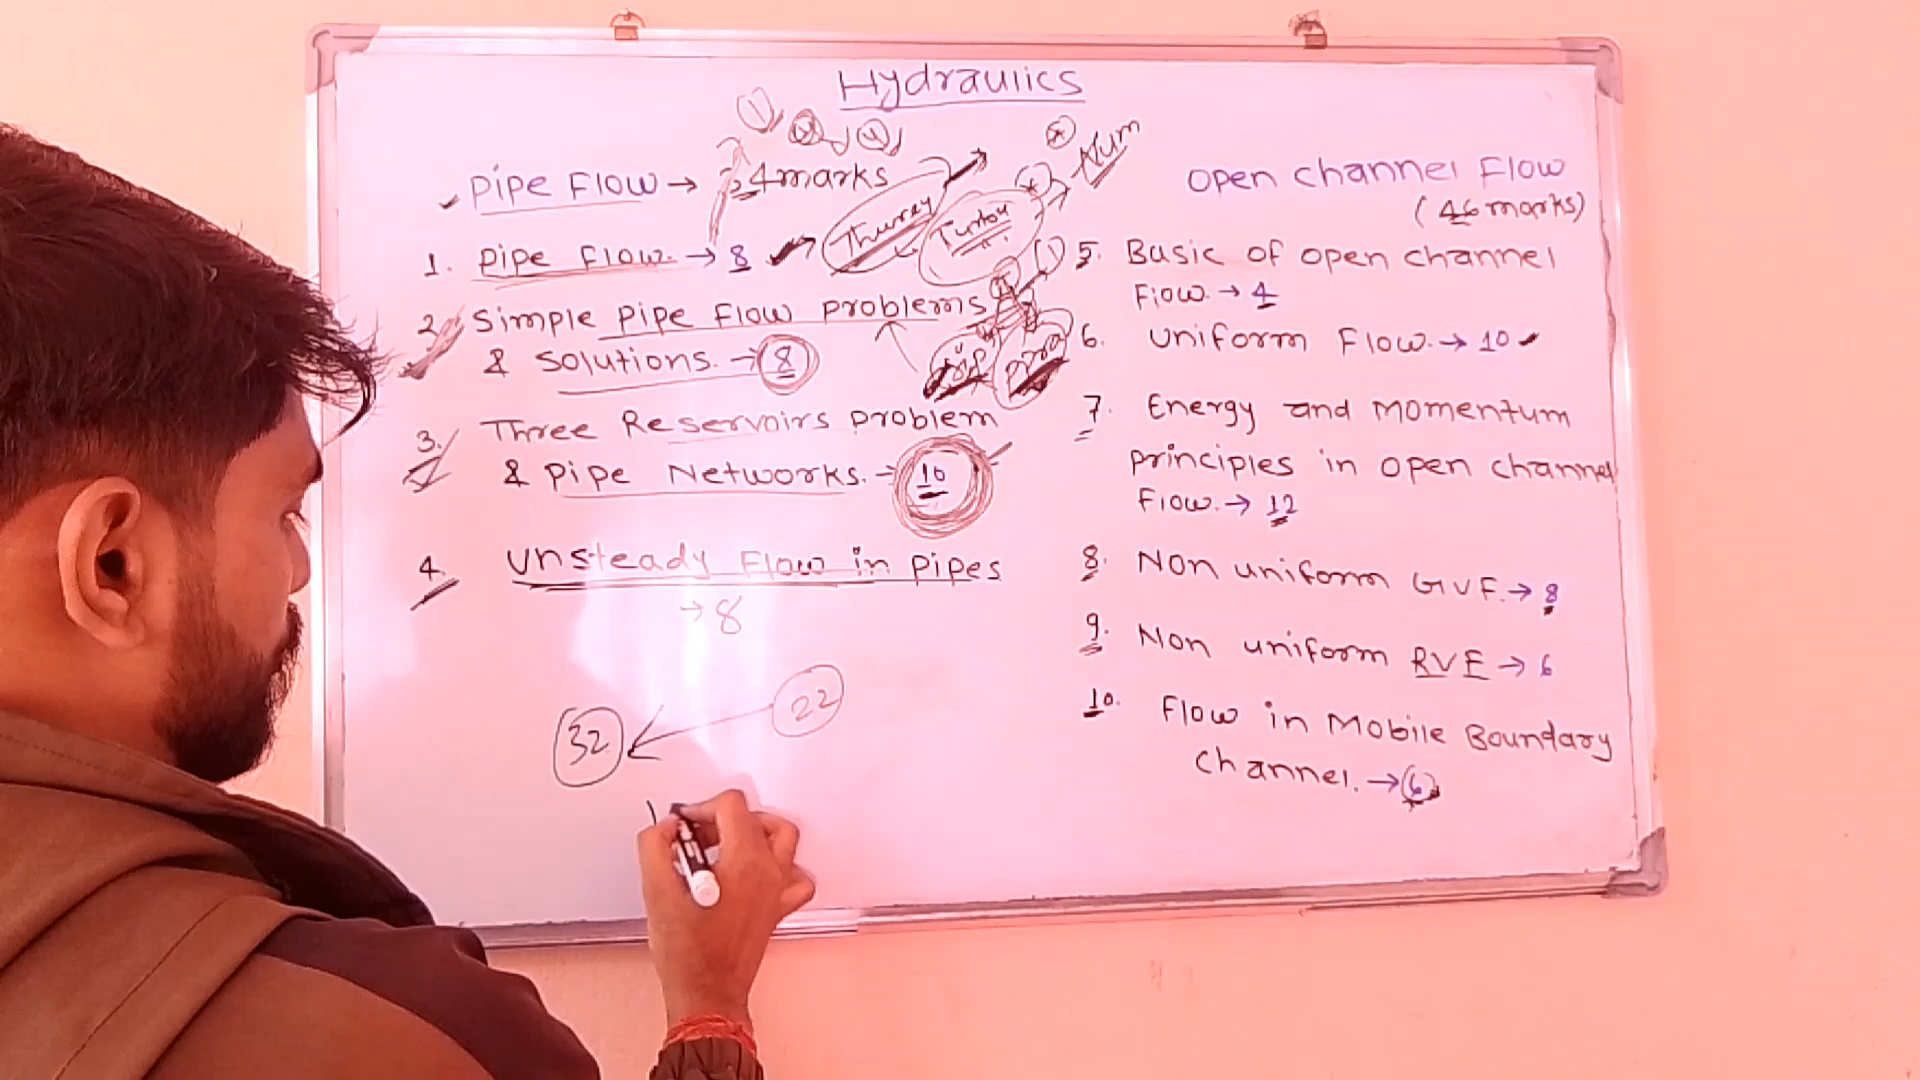 Hydraulics
Pipe Flow → 34 marks
Num
1. Pipe Flow. → 8
Theory
2. Simple Pipe Flow problems
& Solutions. → 8
3. Three Reservoirs problem
& Pipe Networks. → 10
4. Unsteady Flow in Pipes
→ 8
22
32
Open Channel Flow
(46 marks)
5. Basic of open channel
Flow. → 4
6. Uniform Flow. → 10
7. Energy and Momentum
principles in open channel
Flow. → 12
8. Non uniform GVF. → 8
9. Non uniform RVF → 6
10. Flow in Mobile Boundary
Channel. → 6